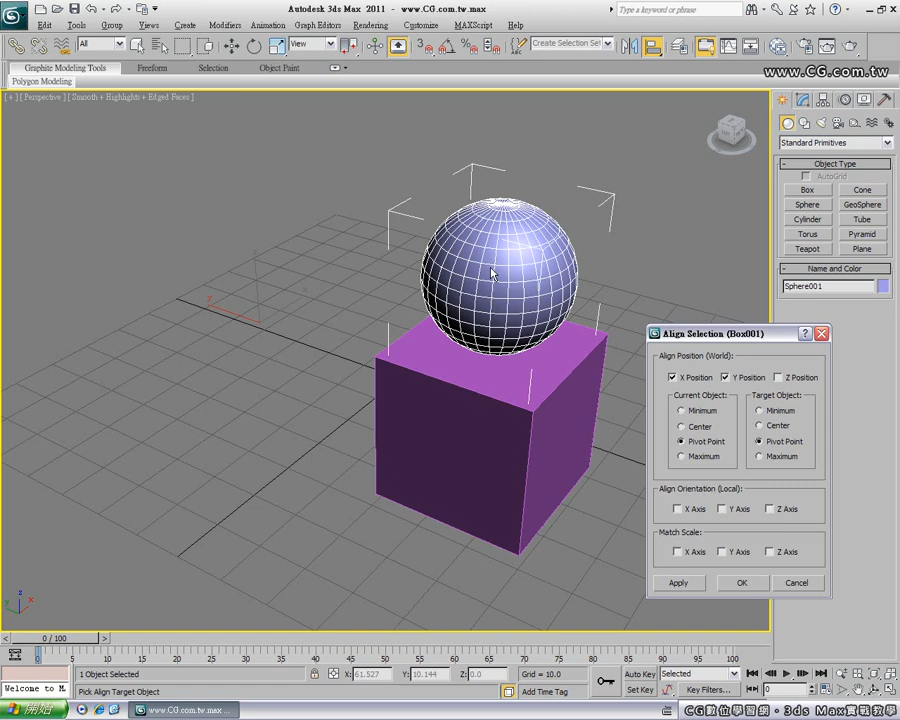 Autodesk 3ds Max 2011 - www.CG.com.tw.max
Type a keyword or phrase
Edit Tools Group Views Create Modifiers Animation Graph Editors Rendering Customize MAXScript Help
All View Create Selection Se
Graphite Modeling Tools Freeform Selection Object Paint
www.CG.com.tw
Polygon Modeling
[ + ] [ Perspective ] [ Smooth + Highlights + Edged Faces ]
Standard Primitives
Object Type
AutoGrid
Box Cone
Sphere GeoSphere
Cylinder Tube
Torus Pyramid
Teapot Plane
Name and Color
Sphere001
Align Selection (Box001)
Align Position (World):
X Position Y Position Z Position
Current Object: Target Object:
Minimum Minimum
Center Center
Pivot Point Pivot Point
Maximum Maximum
Align Orientation (Local):
X Axis Y Axis Z Axis
Match Scale:
X Axis Y Axis Z Axis
Apply OK Cancel
z
y x
0 / 100
0 5 10 15 20 25 30 35 40 45 50 55 60 65 70 75 80 85 90 95 100
1 Object Selected X: 61.527 Y: 10.144 Z: 0.0 Grid = 10.0 Auto Key Selected
Welcome to M Pick Align Target Object Add Time Tag Set Key Key Filters... 0
開始 www.CG.com.tw.max ... CG數位學習網‧3ds Max實戰教學